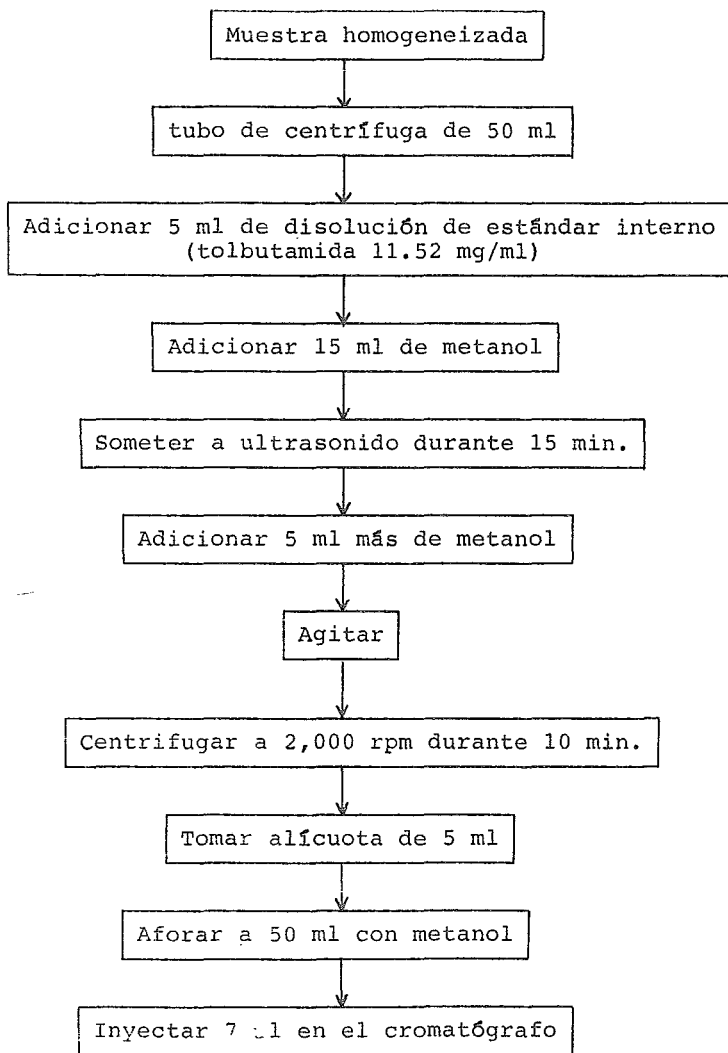 Muestra homogeneizada
tubo de centrífuga de 50 ml
Adicionar 5 ml de disolución de estándar interno
(tolbutamida 11.52 mg/ml)
Adicionar 15 ml de metanol
Someter a ultrasonido durante 15 min.
Adicionar 5 ml más de metanol
Agitar
Centrifugar a 2,000 rpm durante 10 min.
Tomar alícuota de 5 ml
Aforar a 50 ml con metanol
Inyectar 7 en el cromatógrafo